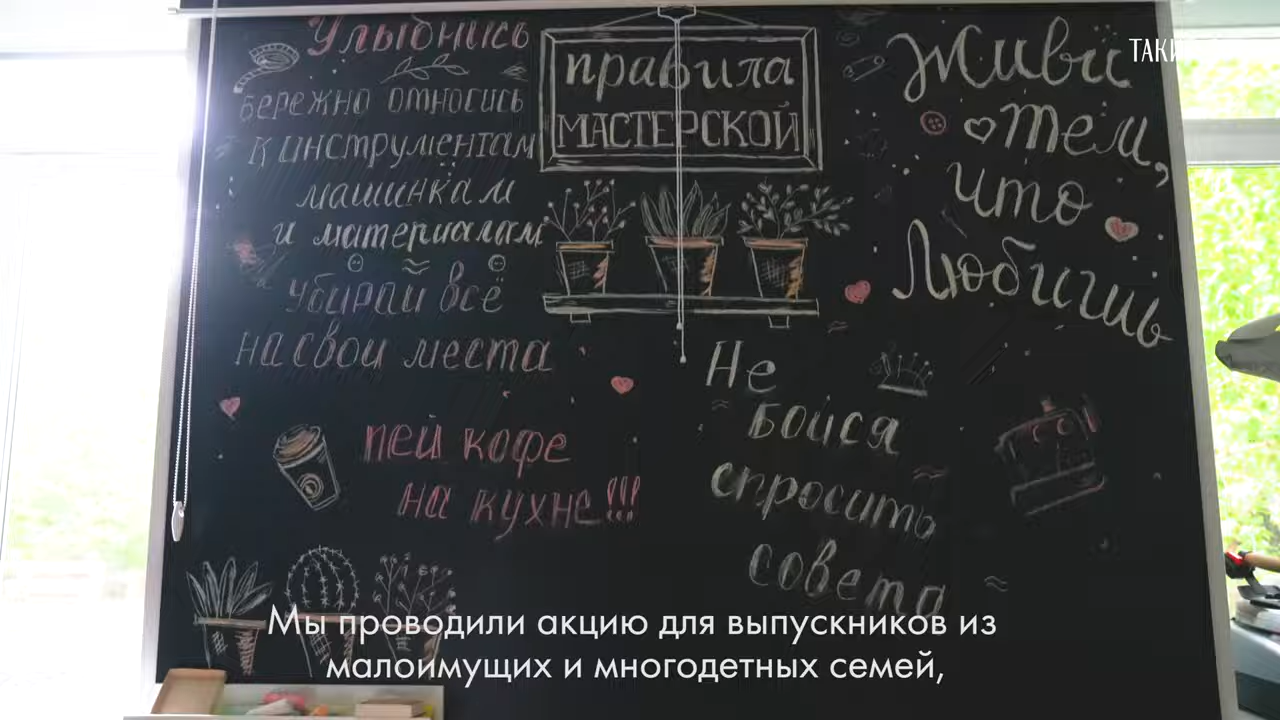 Улыбнись
бережно относись
к инструментам
машинкам
и материалам
убирай всё
на свои места
пей кофе
на кухне!!!
правила
МАСТЕРСКОЙ
Живи
тем,
что
Любишь
Не
бойся
спросить
совета
ТАКИ
Мы проводили акцию для выпускников из
малоимущих и многодетных семей,